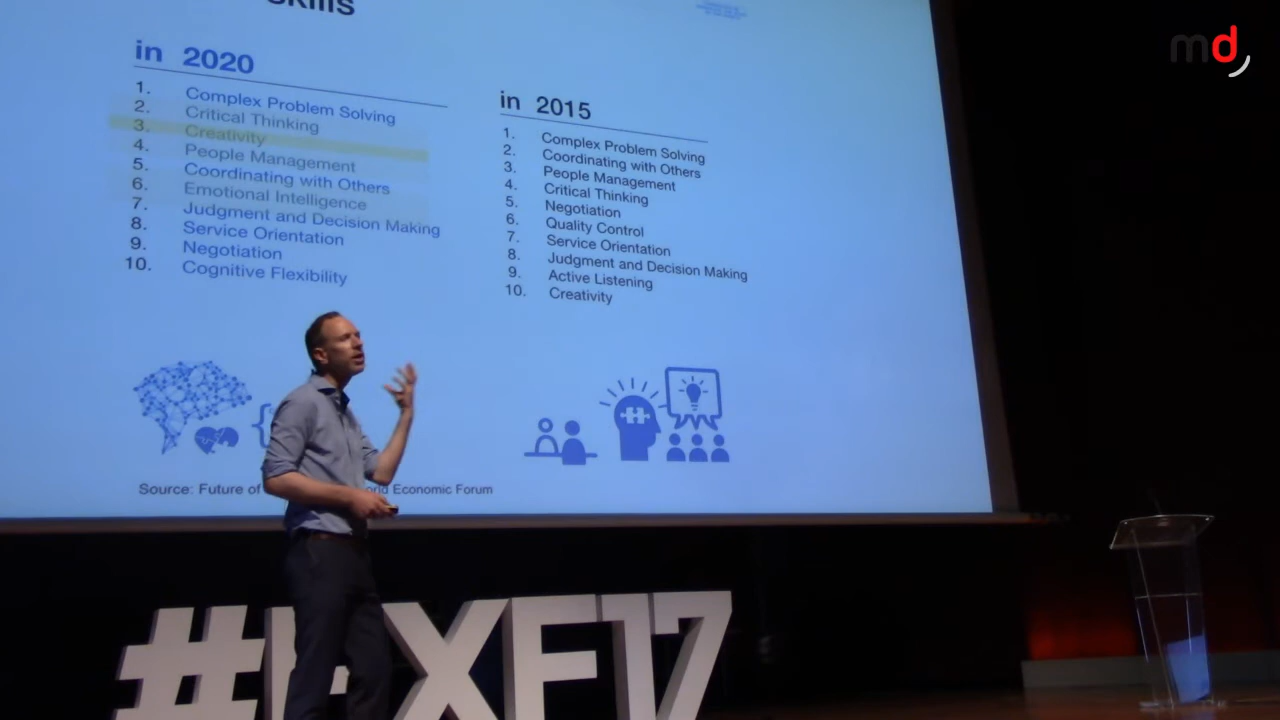 skills
in 2020
1. Complex Problem Solving
2. Critical Thinking
3. Creativity
4. People Management
5. Coordinating with Others
6. Emotional Intelligence
7. Judgment and Decision Making
8. Service Orientation
9. Negotiation
10. Cognitive Flexibility
in 2015
1. Complex Problem Solving
2. Coordinating with Others
3. People Management
4. Critical Thinking
5. Negotiation
6. Quality Control
7. Service Orientation
8. Judgment and Decision Making
9. Active Listening
10. Creativity
Source: Future of Economic Forum
XF17
md